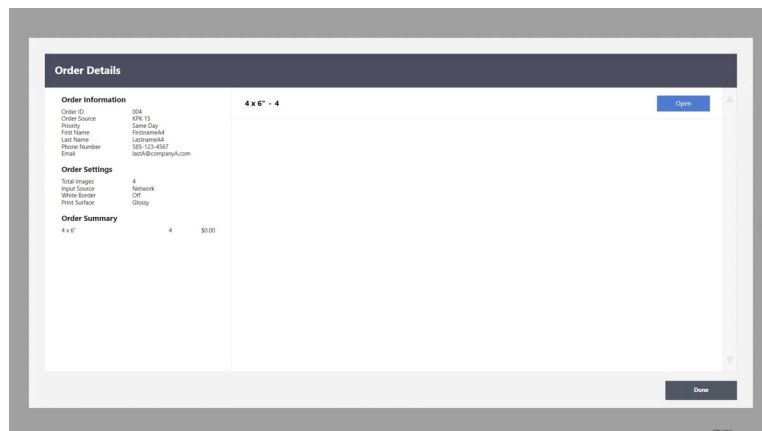 Order Details
Order Information
Order ID 004
Order Source KPK 15
Priority Same Day
First Name FirstnameA4
Last Name LastnameA4
Phone Number 585-123-4567
Email lastA@companyA.com
Order Settings
Total Images 4
Input Source Network
White Border Off
Print Surface Glossy
Order Summary
4 x 6" 4 $0.00
4 x 6" - 4
Open
Done